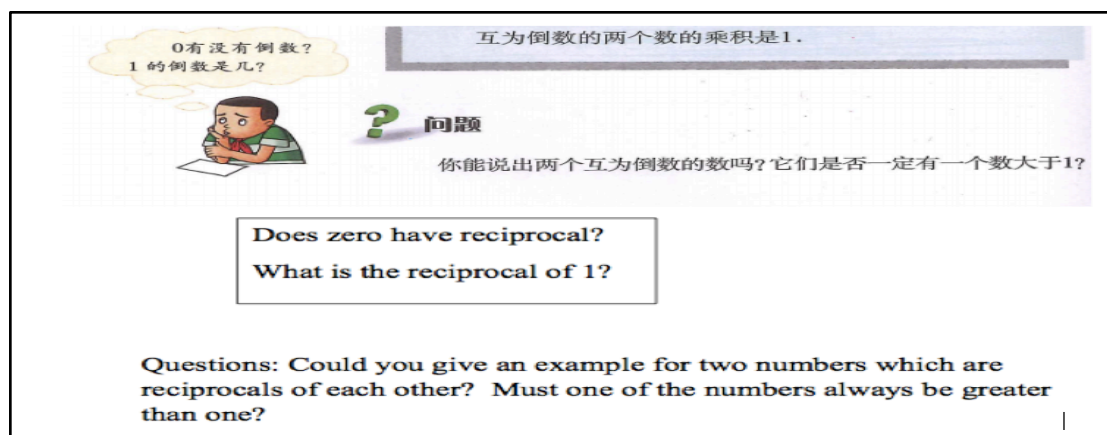 0有没有倒数?
1 的倒数是几?
互为倒数的两个数的乘积是1.
? 问题
你能说出两个互为倒数的数吗?它们是否一定有一个数大于1?
Does zero have reciprocal?
What is the reciprocal of 1?
Questions: Could you give an example for two numbers which are
reciprocals of each other? Must one of the numbers always be greater
than one?